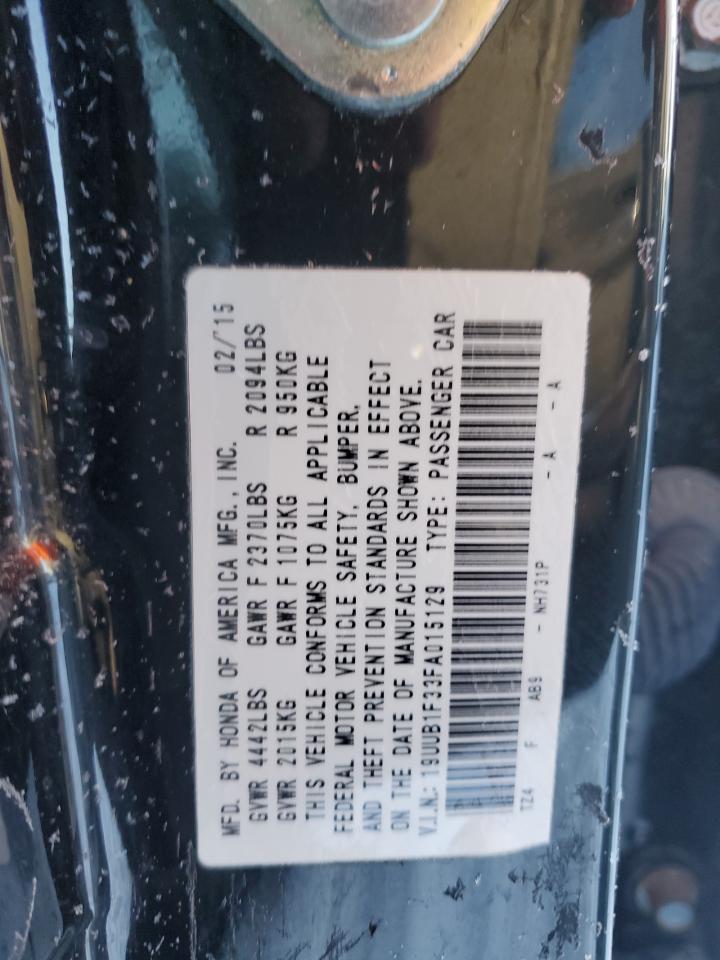 MFD. BY HONDA OF AMERICA MFG., INC. 02/'15
GVWR 4442LBS GAWR F 2370LBS R 2094LBS
GVWR 2015KG GAWR F 1075KG R 950KG
THIS VEHICLE CONFORMS TO ALL APPLICABLE
FEDERAL MOTOR VEHICLE SAFETY, BUMPER,
AND THEFT PREVENTION STANDARDS IN EFFECT
ON THE DATE OF MANUFACTURE SHOWN ABOVE.
V.I.N.: 19UUB1F33FA015129 TYPE: PASSENGER CAR
TZ4 F AB9 - NH731P - A - A